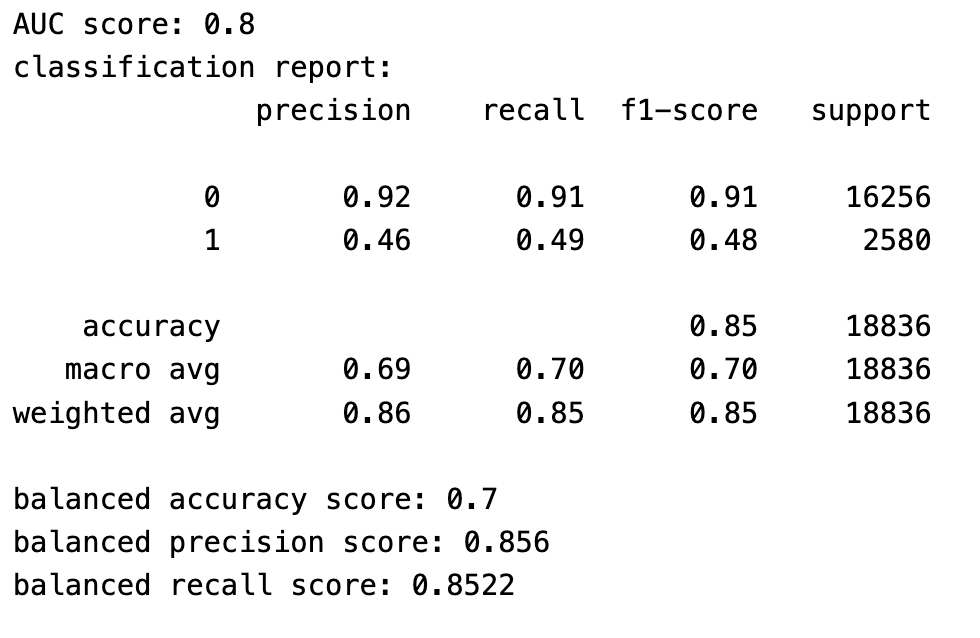 AUC score: 0.8
classification report:
precision recall f1-score support
0 0.92 0.91 0.91 16256
1 0.46 0.49 0.48 2580
accuracy 0.85 18836
macro avg 0.69 0.70 0.70 18836
weighted avg 0.86 0.85 0.85 18836
balanced accuracy score: 0.7
balanced precision score: 0.856
balanced recall score: 0.8522